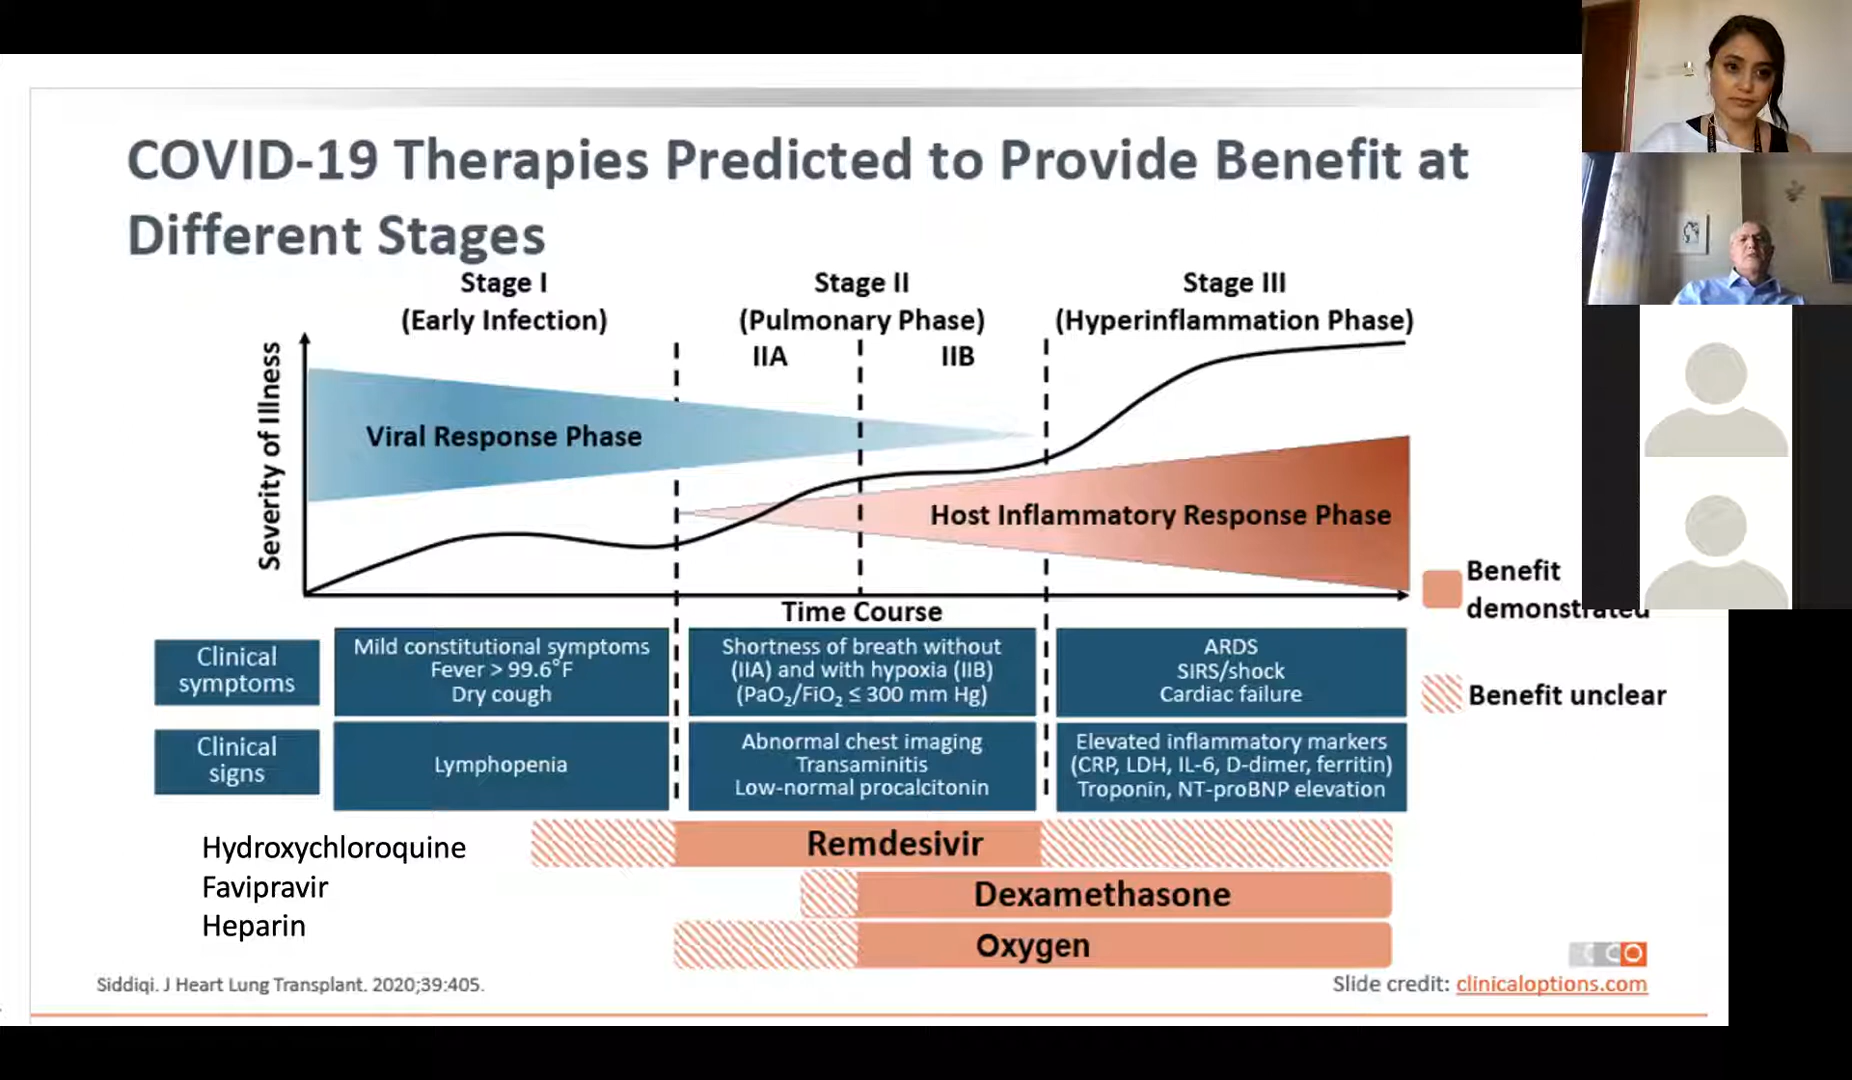 COVID-19 Therapies Predicted to Provide Benefit at
Different Stages
Stage I
(Early Infection)
Stage II
(Pulmonary Phase)
IIA
IIB
Stage III
(Hyperinflammation Phase)
Severity of Illness
Viral Response Phase
Host Inflammatory Response Phase
Time Course
Benefit
demonstrated
Benefit unclear
Clinical
symptoms
Mild constitutional symptoms
Fever > 99.6°F
Dry cough
Shortness of breath without
(IIA) and with hypoxia (IIB)
(PaO₂/FiO₂ ≤ 300 mm Hg)
ARDS
SIRS/shock
Cardiac failure
Clinical
signs
Lymphopenia
Abnormal chest imaging
Transaminitis
Low-normal procalcitonin
Elevated inflammatory markers
(CRP, LDH, IL-6, D-dimer, ferritin)
Troponin, NT-proBNP elevation
Hydroxychloroquine
Favipravir
Heparin
Remdesivir
Dexamethasone
Oxygen
CCO
Siddiqi. J Heart Lung Transplant. 2020;39:405.
Slide credit: clinicaloptions.com